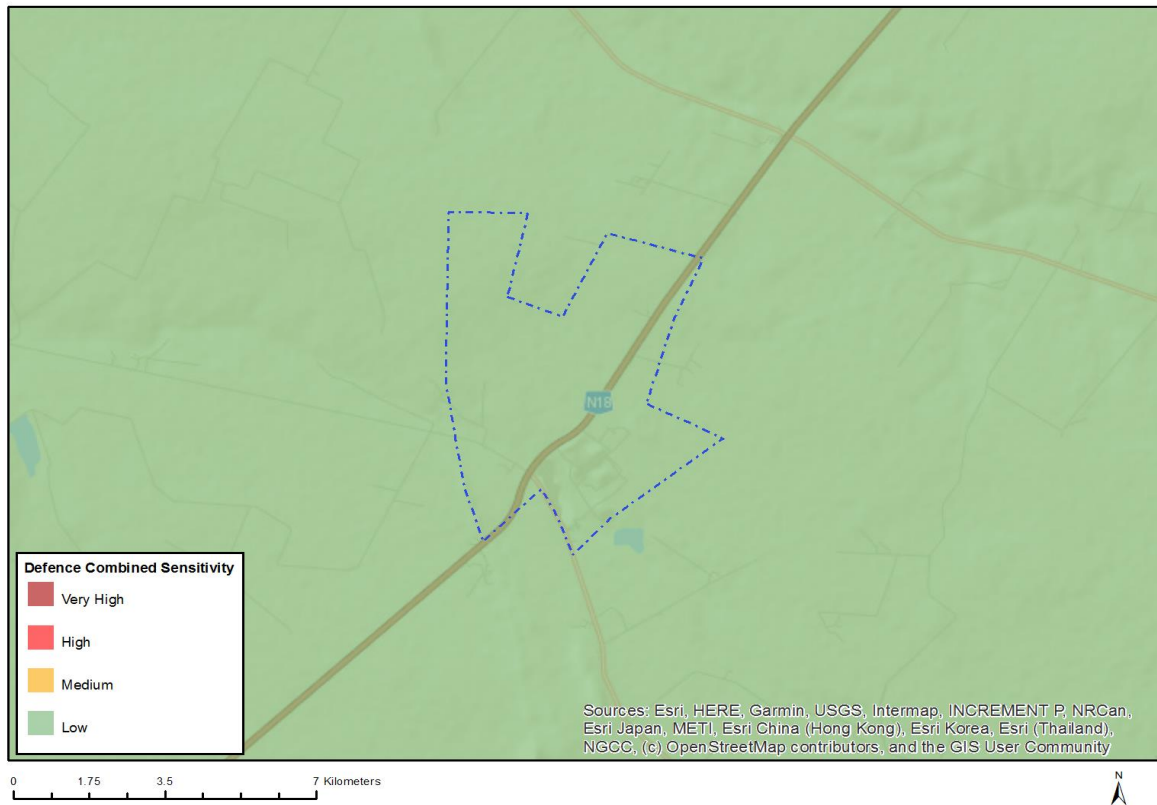 N18
Defence Combined Sensitivity
Very High
High
Medium
Low
Sources: Esri, HERE, Garmin, USGS, Intermap, INCREMENT P, NRCan,
Esri Japan, METI, Esri China (Hong Kong), Esri Korea, Esri (Thailand),
NGCC, (c) OpenStreetMap contributors, and the GIS User Community
0 1.75 3.5 7 Kilometers
N